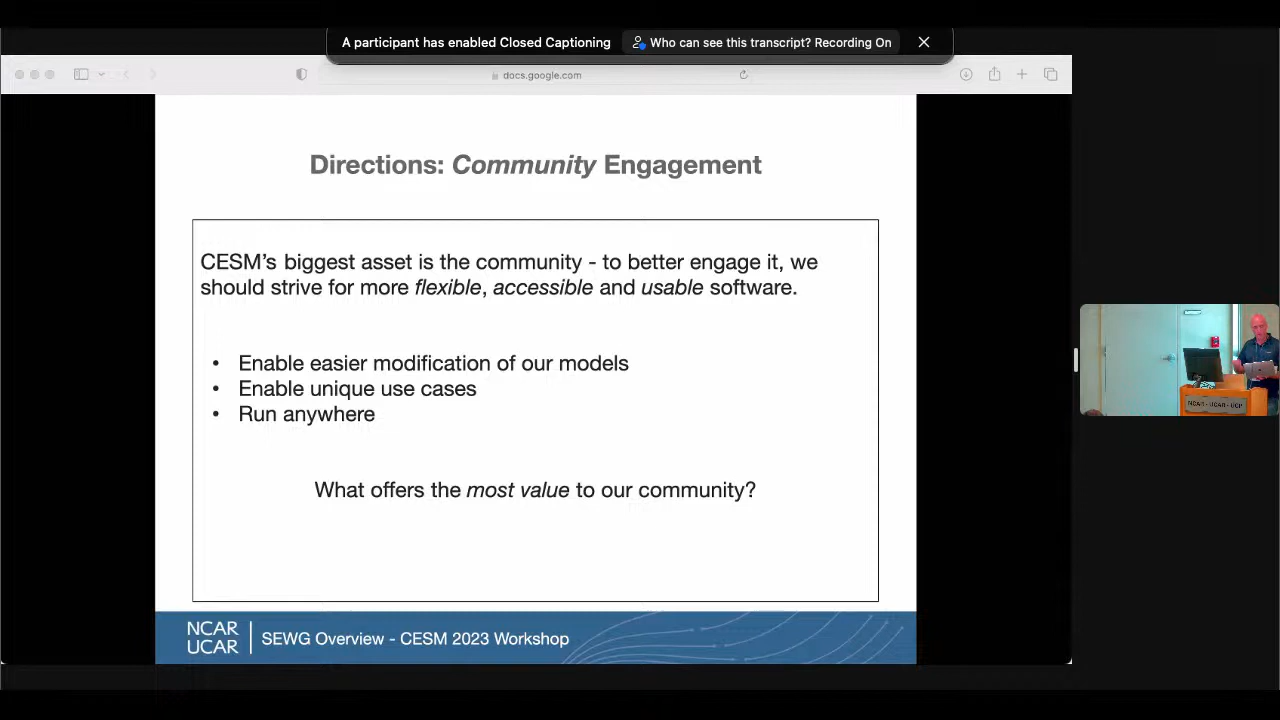 A participant has enabled Closed Captioning Who can see this transcript? Recording On
docs.google.com
Directions: Community Engagement
CESM's biggest asset is the community - to better engage it, we
should strive for more flexible, accessible and usable software.
• Enable easier modification of our models
• Enable unique use cases
• Run anywhere
What offers the most value to our community?
NCAR
UCAR
SEWG Overview - CESM 2023 Workshop
NCAR - UCAR - UCP